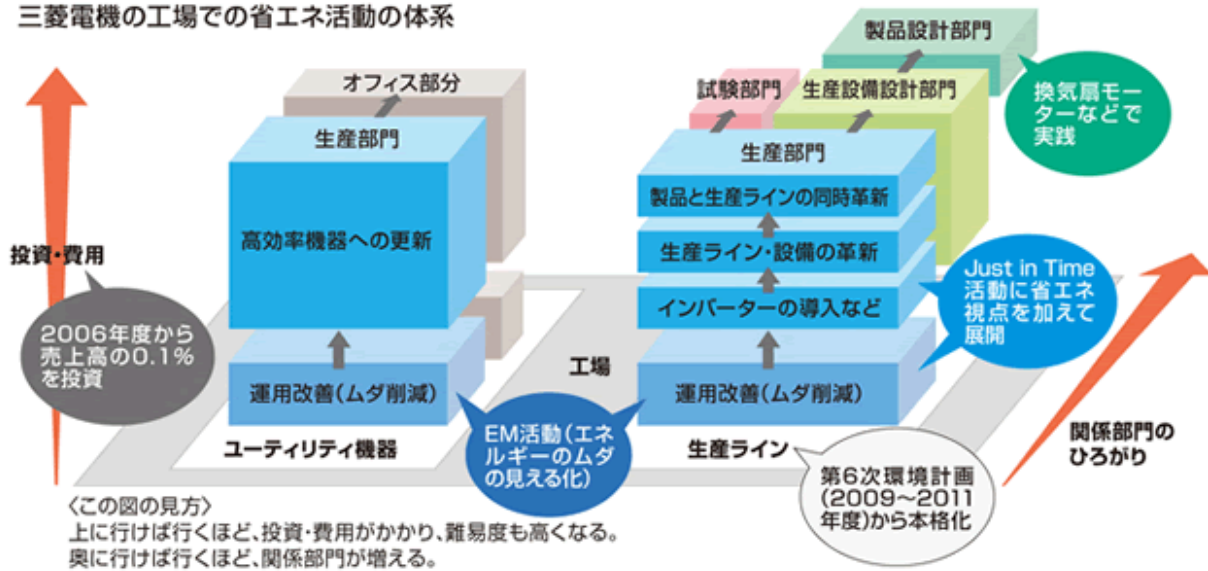 三菱電機の工場での省エネ活動の体系
製品設計部門
オフィス部分
試験部門
生産設備設計部門
換気扇モー
ターなどで
実践
生産部門
生産部門
製品と生産ラインの同時革新
高効率機器への更新
生産ライン・設備の革新
投資・費用
Just in Time
活動に省エネ
視点を加えて
展開
インバーターの導入など
2006年度から
売上高の0.1%
を投資
工場
運用改善(ムダ削減)
運用改善(ムダ削減)
EM活動(エネ
ルギーのムダ
の見える化)
ユーティリティ機器
生産ライン
関係部門の
ひろがり
第6次環境計画
(2009〜2011
年度)から本格化
〈この図の見方〉
上に行けば行くほど、投資・費用がかかり、難易度も高くなる。
奥に行けば行くほど、関係部門が増える。